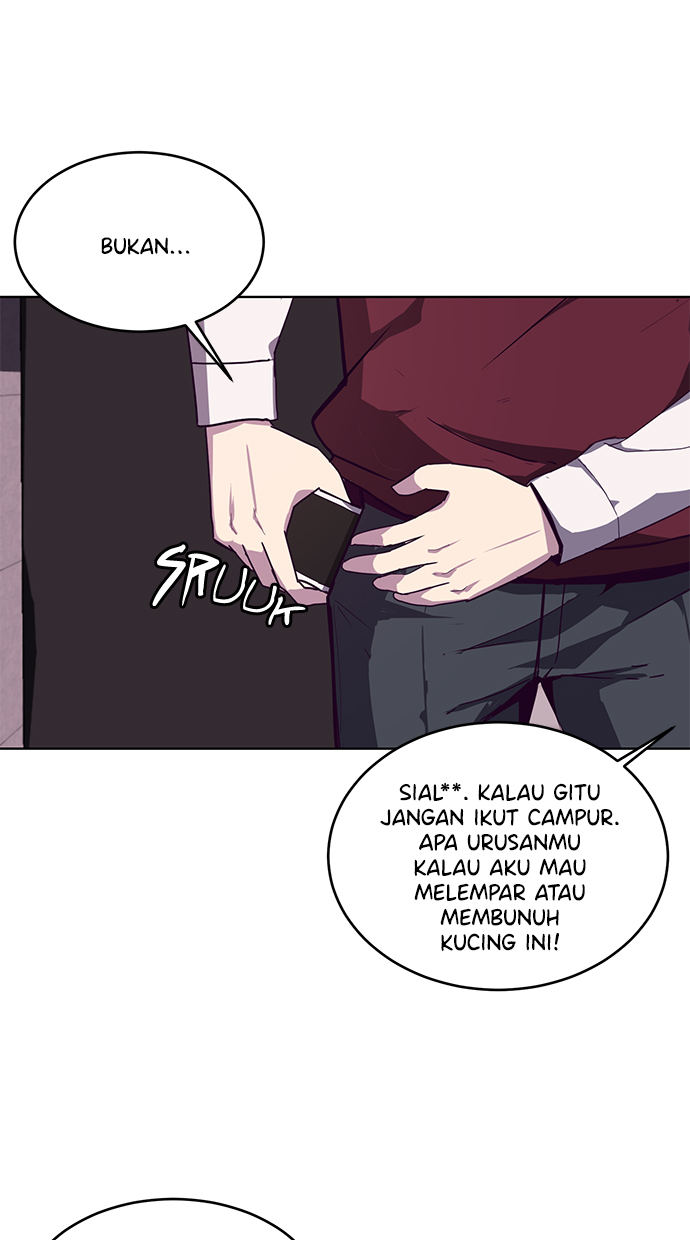 BUKAN...
SRUUK
SIAL**. KALAU GITU
JANGAN IKUT CAMPUR.
APA URUSANMU
KALAU AKU MAU
MELEMPAR ATAU
MEMBUNUH
KUCING INI!